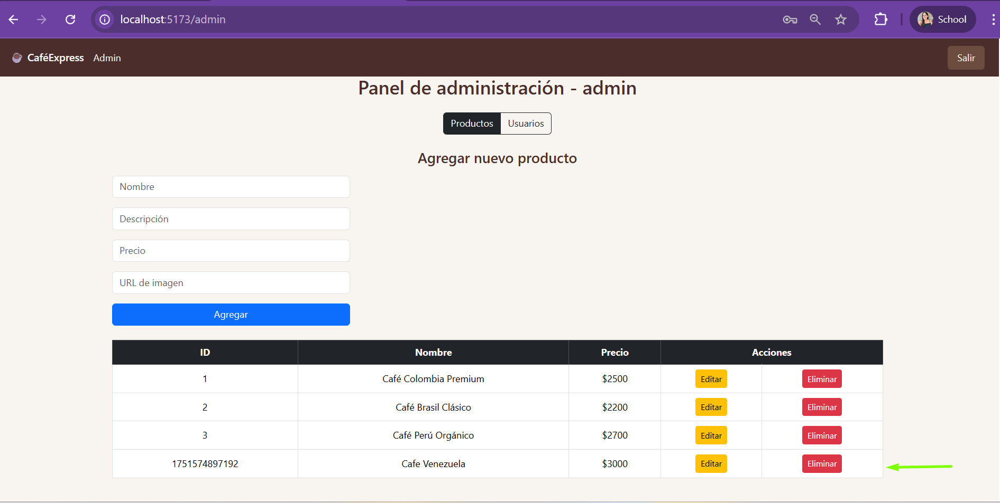 localhost:5173/admin
School
CaféExpress Admin Salir
Panel de administración - admin
Productos Usuarios
Agregar nuevo producto
Nombre
Descripción
Precio
URL de imagen
Agregar
ID Nombre Precio Acciones
1 Café Colombia Premium $2500 Editar Eliminar
2 Café Brasil Clásico $2200 Editar Eliminar
3 Café Perú Orgánico $2700 Editar Eliminar
1751574897192 Cafe Venezuela $3000 Editar Eliminar